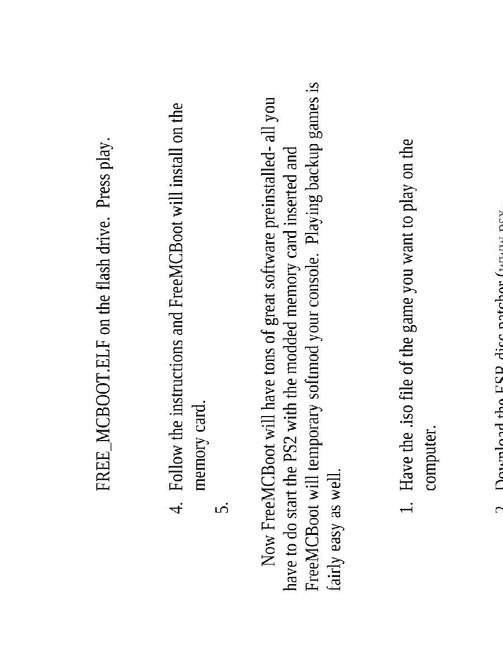 FREE_MCBOOT.ELF on the flash drive.  Press play.
4. Follow the instructions and FreeMCBoot will install on the
memory card.
5.
Now FreeMCBoot will have tons of great software preinstalled- all you
have to do start the PS2 with the modded memory card inserted and
FreeMCBoot will temporary softmod your console.  Playing backup games is
fairly easy as well.
1. Have the .iso file of the game you want to play on the
computer.
2. Download the ESR disc patcher (www.psx-